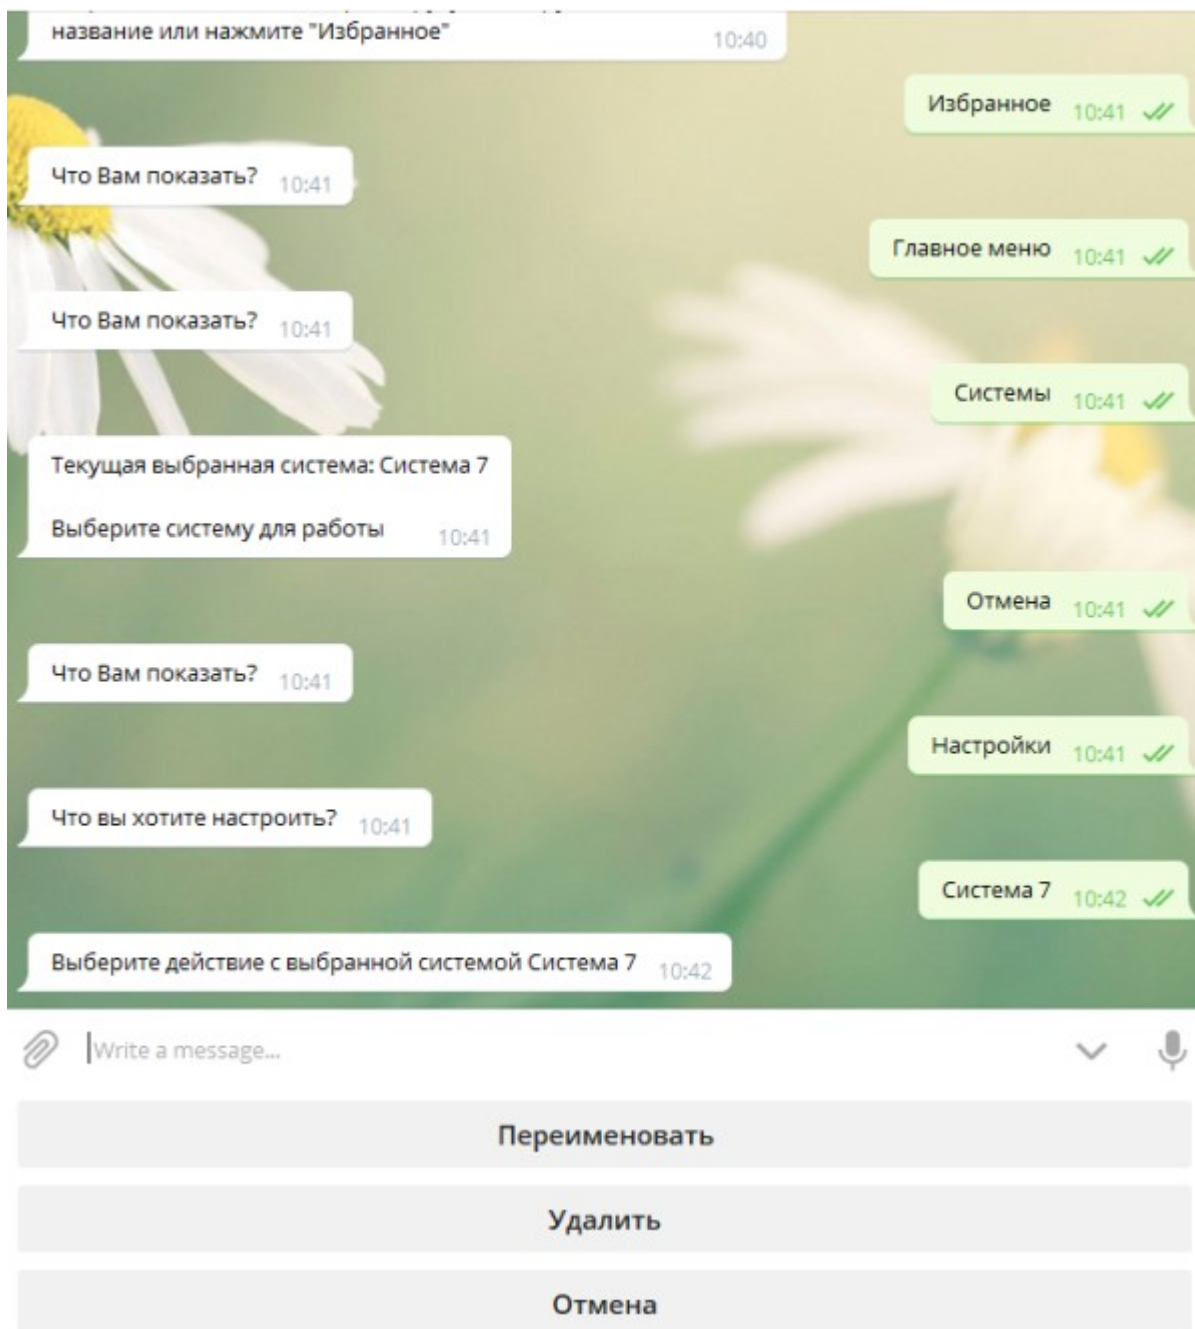 название или нажмите "Избранное"
10:40
Избранное 10:41
Что Вам показать? 10:41
Главное меню 10:41
Что Вам показать? 10:41
Системы 10:41
Текущая выбранная система: Система 7
Выберите систему для работы 10:41
Отмена 10:41
Что Вам показать? 10:41
Настройки 10:41
Что вы хотите настроить? 10:41
Система 7 10:42
Выберите действие с выбранной системой Система 7 10:42
Write a message...
Переименовать
Удалить
Отмена